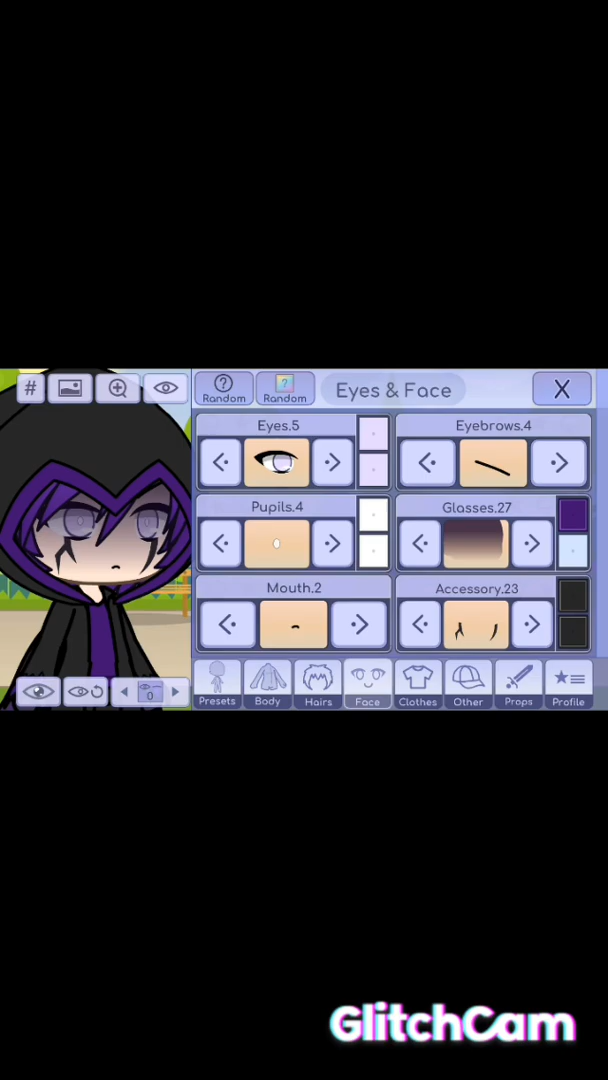 #
Random
Random
Eyes & Face
X
Eyes.5
Eyebrows.4
Pupils.4
Glasses.27
Mouth.2
Accessory.23
0
Presets
Body
Hairs
Face
Clothes
Other
Props
Profile
GlitchCam